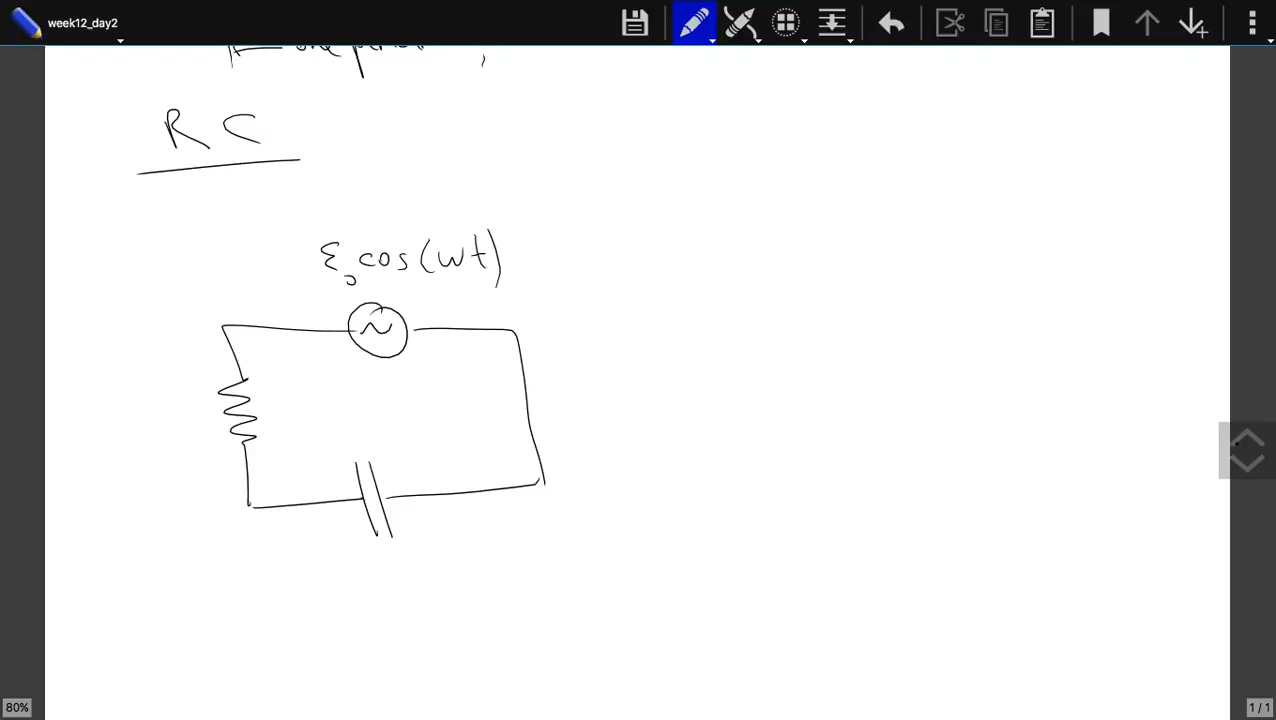 week12_day2
R C
ε₀cos(ωt)
80%
1 / 1